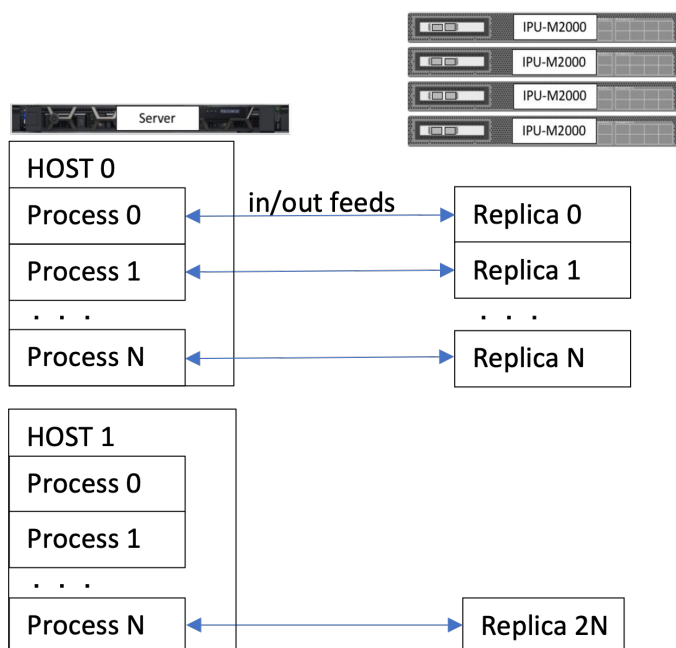 IPU-M2000
IPU-M2000
IPU-M2000
IPU-M2000
Server
HOST 0
Process 0
in/out feeds
Replica 0
Process 1
Replica 1
. . .
. . .
Process N
Replica N
HOST 1
Process 0
Process 1
. . .
Process N
Replica 2N